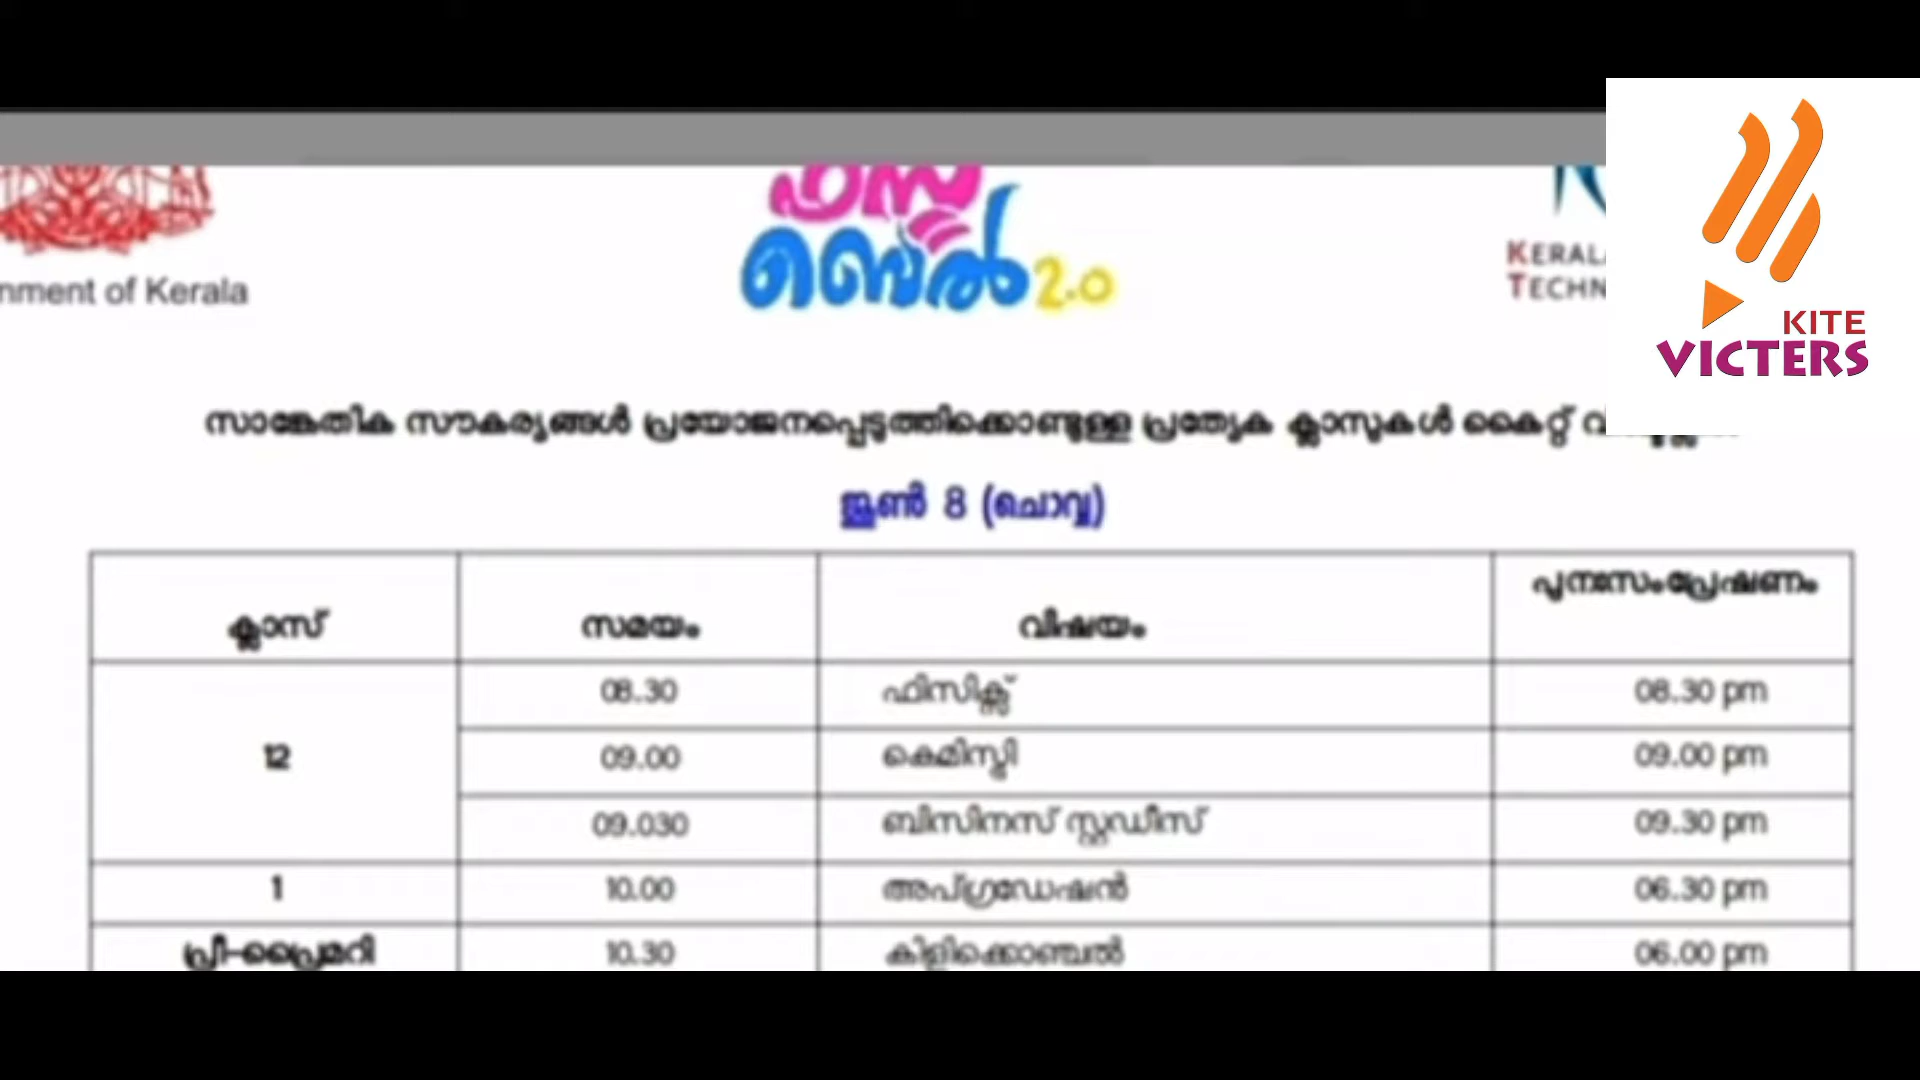 ഫസ്റ്റ്
ബെൽ 2.0
nment of Kerala
KERAL
TECHN
KITE
VICTERS
സാങ്കേതിക സൗകര്യങ്ങൾ പ്രയോജനപ്പെടുത്തിക്കൊണ്ടുള്ള പ്രത്യേക ക്ലാസുകൾ കൈറ്റ്
ജൂൺ 8 (ചൊവ്വ)
ക്ലാസ് സമയം വിഷയം പുനഃസംപ്രേഷണം
12 08.30 ഫിസിക്സ് 08.30 pm
09.00 കെമിസ്ട്രി 09.00 pm
09.030 ബിസിനസ് സ്റ്റഡീസ് 09.30 pm
1 10.00 അപ്ഗ്രഡേഷൻ 06.30 pm
പ്രീ-പ്രൈമറി 10.30 കിളിക്കൊഞ്ചൽ 06.00 pm